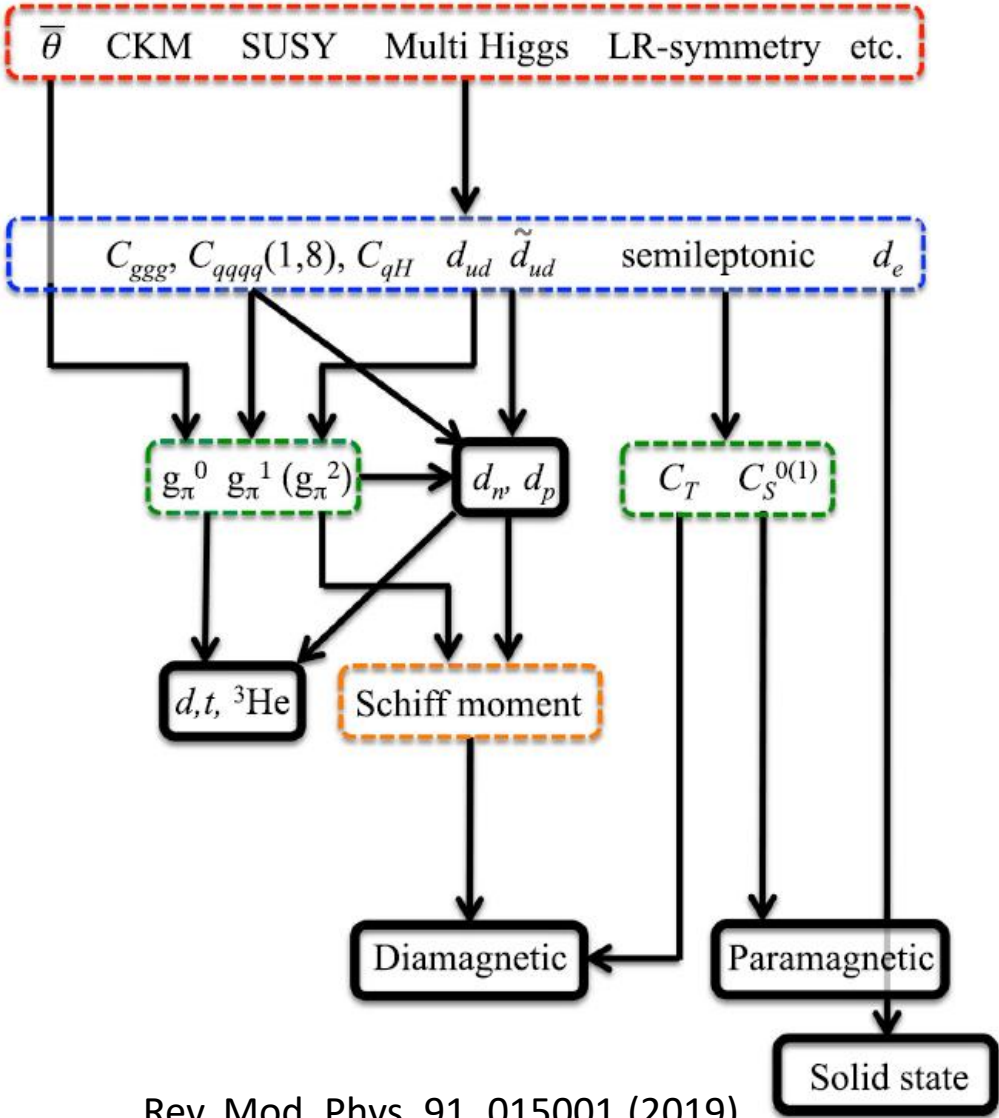 θ̅ CKM SUSY Multi Higgs LR-symmetry etc.
C_ggg, C_qqqq(1,8), C_qH d_ud d̃_ud semileptonic d_e
g_π^0 g_π^1 (g_π^2) d_n, d_p C_T C_S^0(1)
d,t, ³He Schiff moment
Diamagnetic Paramagnetic
Solid state
Rev. Mod. Phys. 91, 015001 (2019)